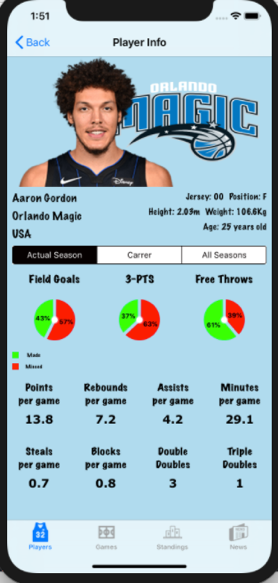 1:51
Back
Player Info
ORLANDO
MAGIC
Disney
Aaron Gordon
Jersey: 00 Position: F
Orlando Magic
Height: 2.03m Weight: 106.6Kg
USA
Age: 25 years old
Actual Season Carrer All Seasons
Field Goals 3-PTS Free Throws
43% 57% 37% 63% 39% 61%
Made
Missed
Points per game Rebounds per game Assists per game Minutes per game
13.8 7.2 4.2 29.1
Steals per game Blocks per game Double Doubles Triple Doubles
0.7 0.8 3 1
32
Players Games Standings News